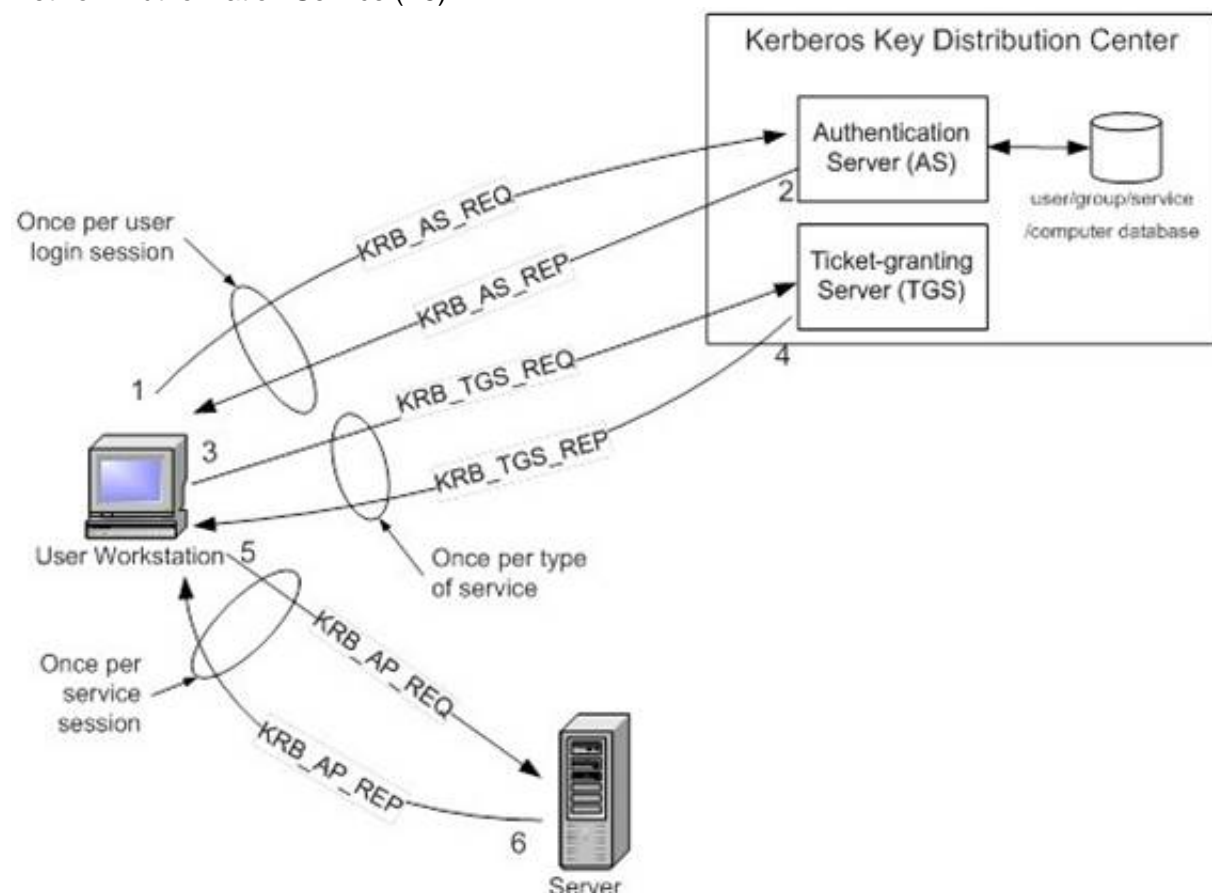 Kerberos Key Distribution Center
Authentication
Server (AS)
2
user/group/service
/computer database
Once per user
login session
KRB_AS_REQ
KRB_AS_REP
Ticket-granting
Server (TGS)
4
1
KRB_TGS_REQ
3
KRB_TGS_REP
User Workstation
5
Once per type
of service
KRB_AP_REQ
Once per
service
session
KRB_AP_REP
6
Server